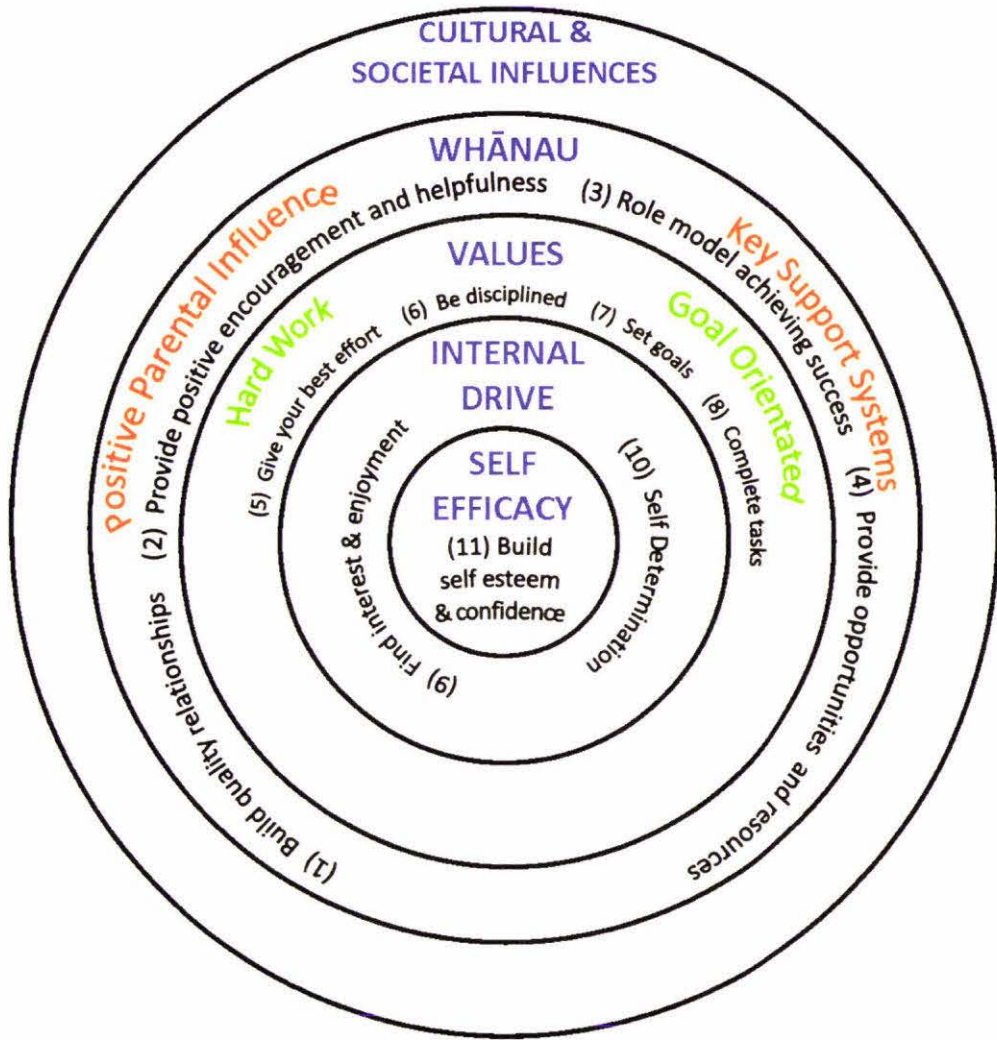 CULTURAL &
SOCIETAL INFLUENCES
WHĀNAU
Positive Parental Influence
Key Support Systems
(1) Build quality relationships
(2) Provide positive encouragement and helpfulness
(3) Role model achieving success
(4) Provide opportunities and resources
VALUES
Hard Work
Goal Orientated
(5) Give your best effort
(6) Be disciplined
(7) Set goals
(8) Complete tasks
INTERNAL
DRIVE
(9) Find interest & enjoyment
(10) Self Determination
SELF
EFFICACY
(11) Build
self esteem
& confidence